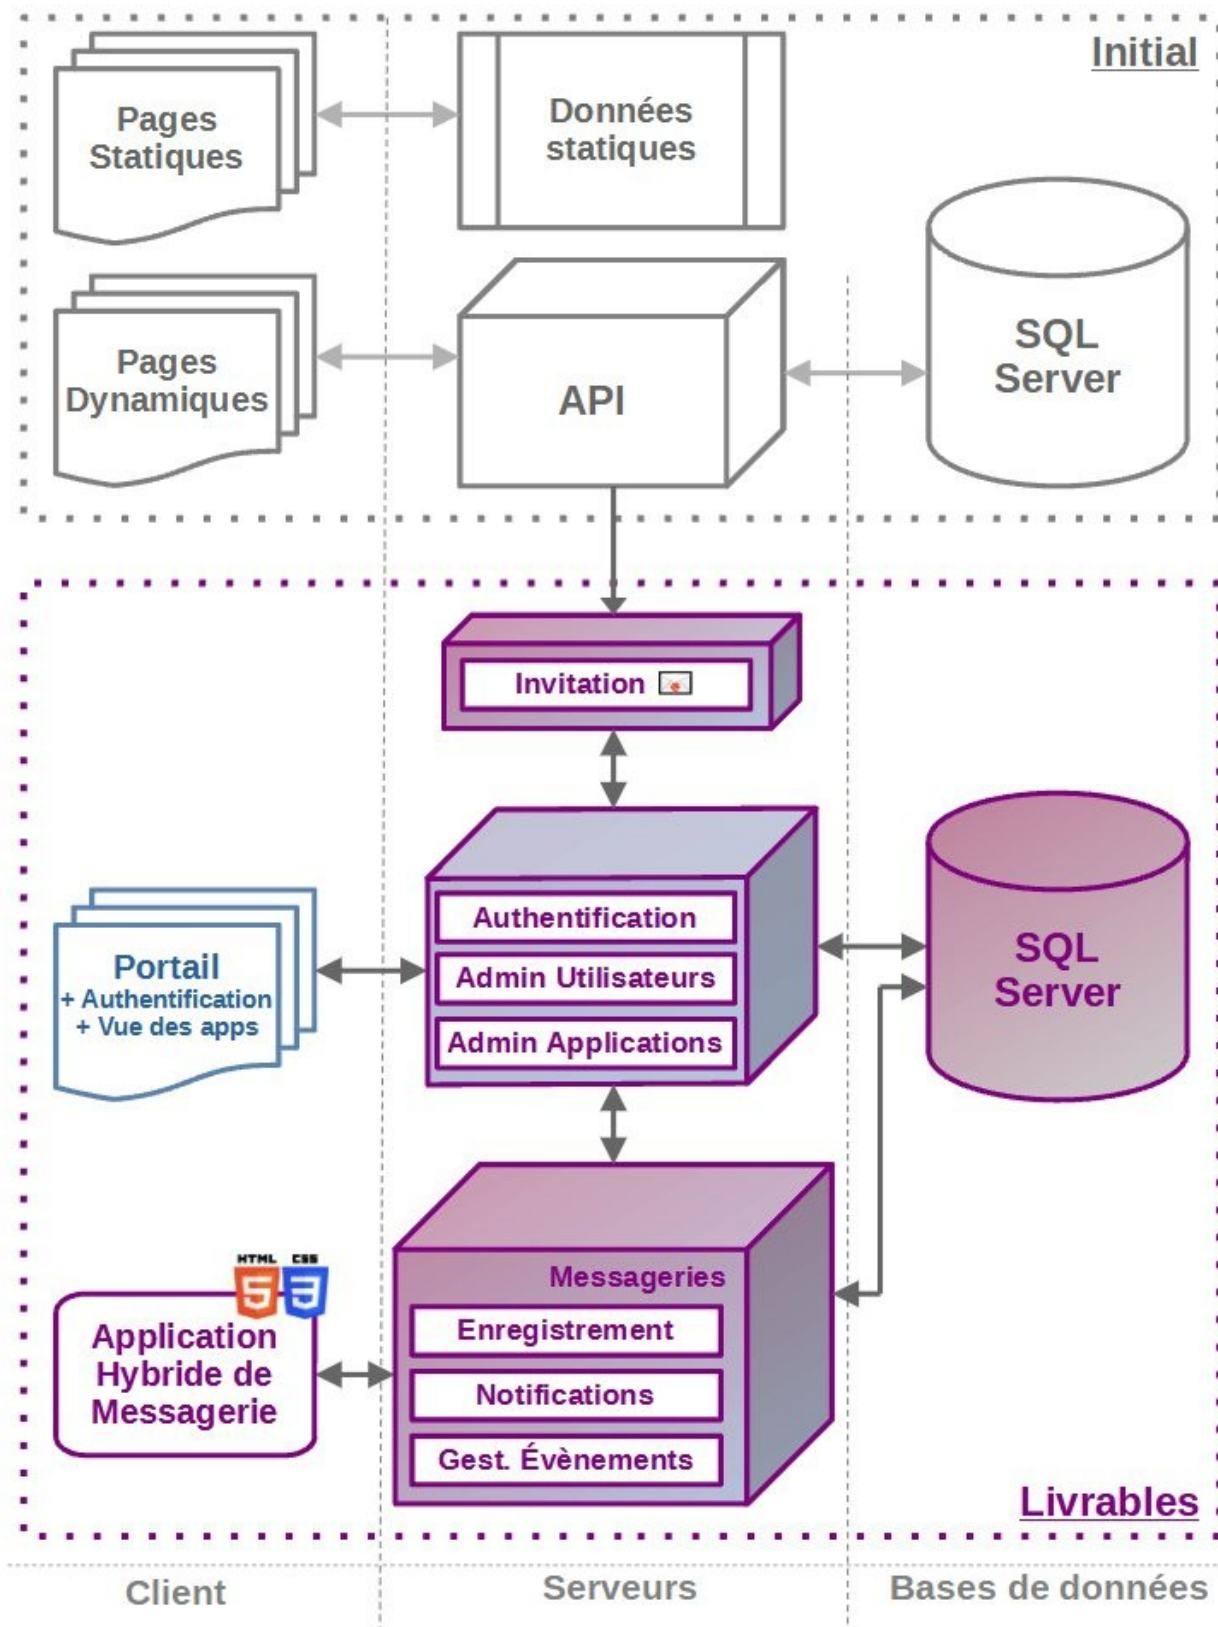 Initial
Pages
Statiques
Données
statiques
Pages
Dynamiques
API
SQL
Server
Invitation
Authentification
Admin Utilisateurs
Admin Applications
Portail
+ Authentification
+ Vue des apps
SQL
Server
Messageries
Enregistrement
Notifications
Gest. Évènements
HTML CSS
5 3
Application
Hybride de
Messagerie
Livrables
Client
Serveurs
Bases de données